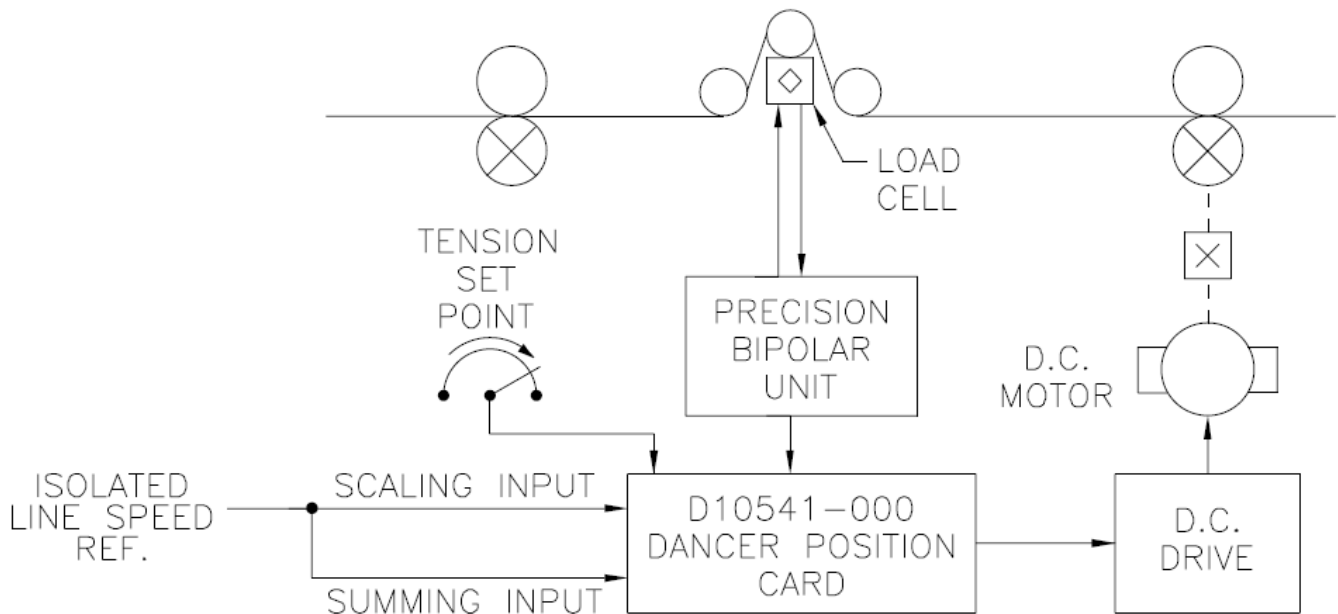 LOAD
CELL
TENSION
SET
POINT
PRECISION
BIPOLAR
UNIT
D.C.
MOTOR
ISOLATED
LINE SPEED
REF.
SCALING INPUT
SUMMING INPUT
D10541-000
DANCER POSITION
CARD
D.C.
DRIVE